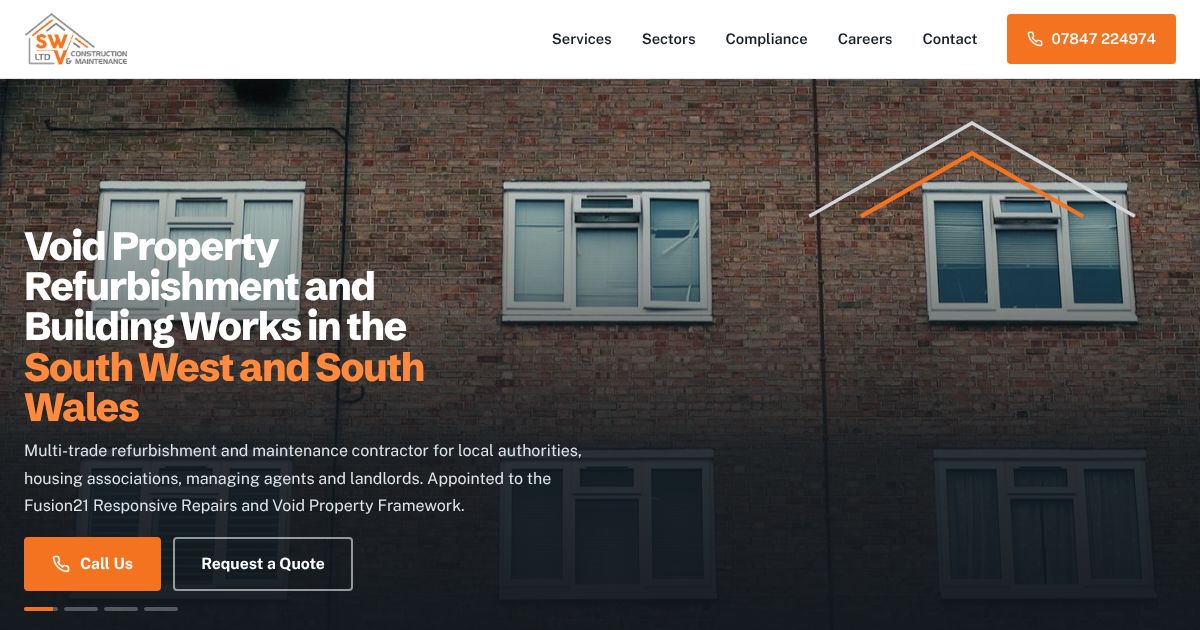 SW
LTD
V
CONSTRUCTION
& MAINTENANCE
Services
Sectors
Compliance
Careers
Contact
07847 224974
Void Property
Refurbishment and
Building Works in the
South West and South
Wales
Multi-trade refurbishment and maintenance contractor for local authorities,
housing associations, managing agents and landlords. Appointed to the
Fusion21 Responsive Repairs and Void Property Framework.
Call Us
Request a Quote